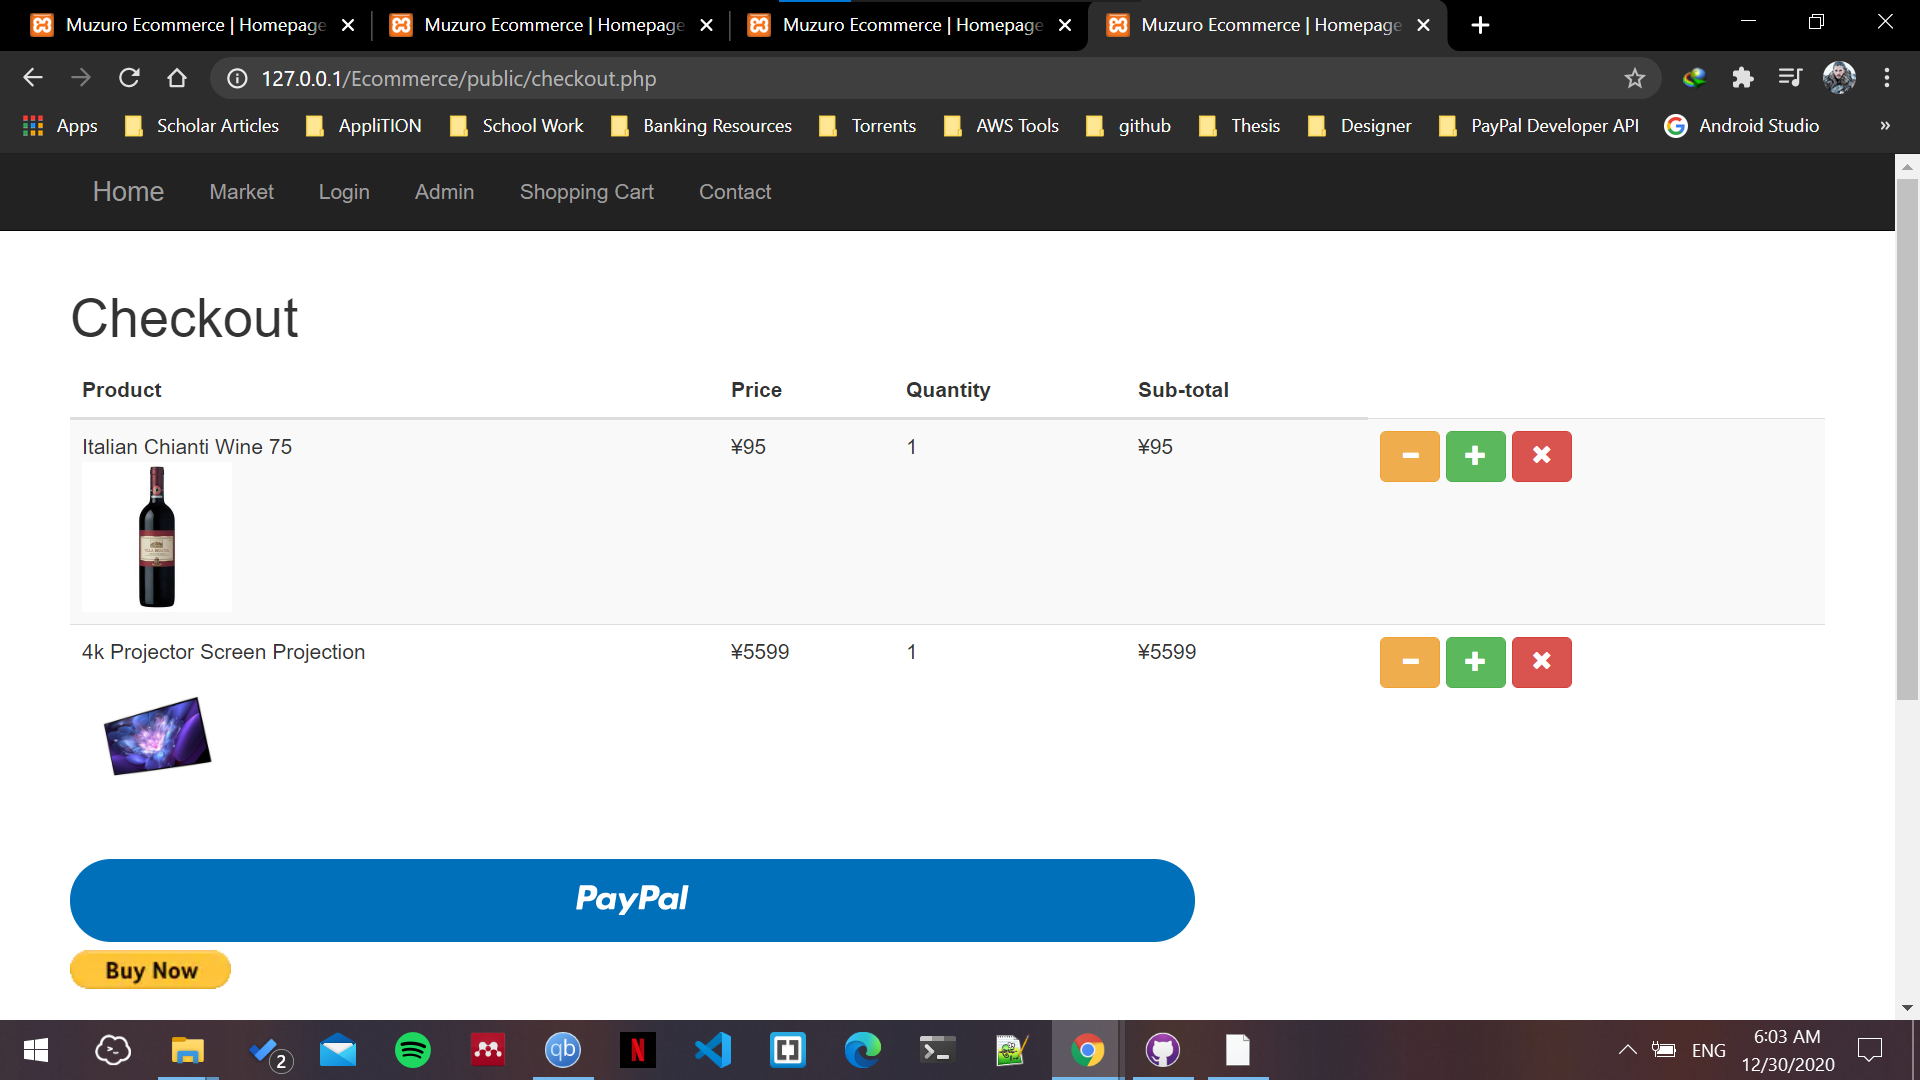 Muzuro Ecommerce | Homepage
Muzuro Ecommerce | Homepage
Muzuro Ecommerce | Homepage
Muzuro Ecommerce | Homepage
127.0.0.1/Ecommerce/public/checkout.php
Apps Scholar Articles AppliTION School Work Banking Resources Torrents AWS Tools github Thesis Designer PayPal Developer API Android Studio »
Home Market Login Admin Shopping Cart Contact
Checkout
Product Price Quantity Sub-total
Italian Chianti Wine 75 ¥95 1 ¥95
4k Projector Screen Projection ¥5599 1 ¥5599
PayPal
Buy Now
2
qb
N
ENG
6:03 AM
12/30/2020